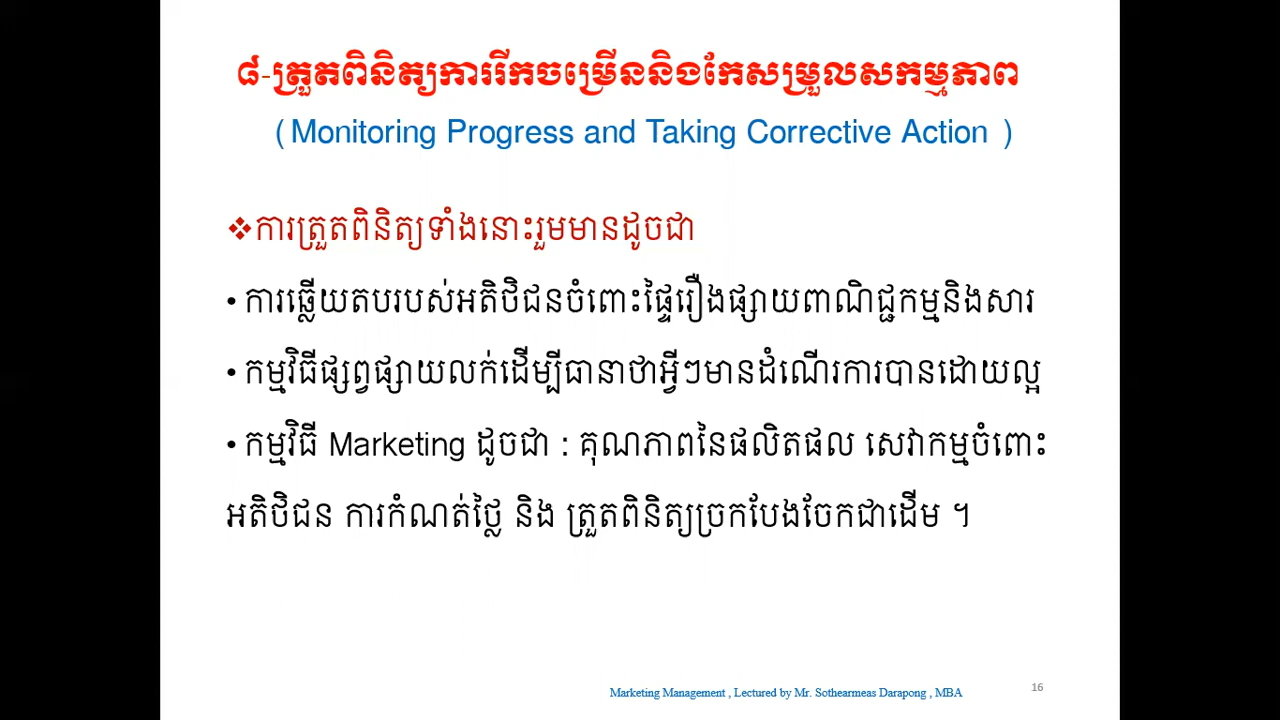 ៨-ត្រួតពិនិត្យការរីកចម្រើននិងកែសម្រួលសកម្មភាព
( Monitoring Progress and Taking Corrective Action )
❖ការត្រួតពិនិត្យទាំងនោះរួមមានដូចជា
• ការឆ្លើយតបរបស់អតិថិជនចំពោះផ្ទៃរឿងផ្សាយពាណិជ្ជកម្មនិងសារ
• កម្មវិធីផ្សព្វផ្សាយលក់ដើម្បីធានាថាអ្វីៗមានដំណើរការបានដោយល្អ
• កម្មវិធី Marketing ដូចជា : គុណភាពនៃផលិតផល សេវាកម្មចំពោះ
អតិថិជន ការកំណត់ថ្លៃ និង ត្រួតពិនិត្យច្រកបែងចែកជាដើម ។
Marketing Management , Lectured by Mr. Sothearmeas Darapong , MBA
16